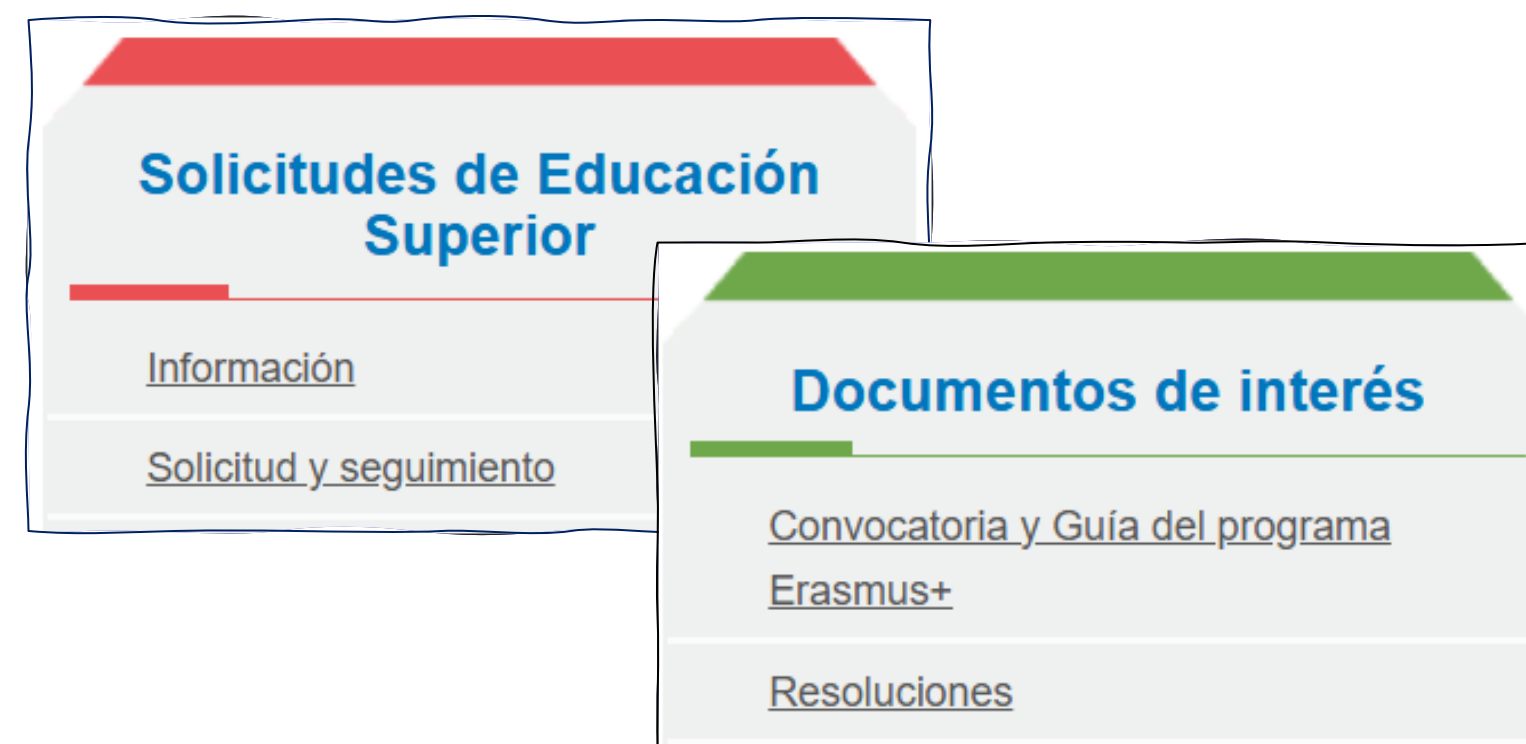 Solicitudes de Educación
Superior
Información
Solicitud y seguimiento
Documentos de interés
Convocatoria y Guía del programa
Erasmus+
Resoluciones